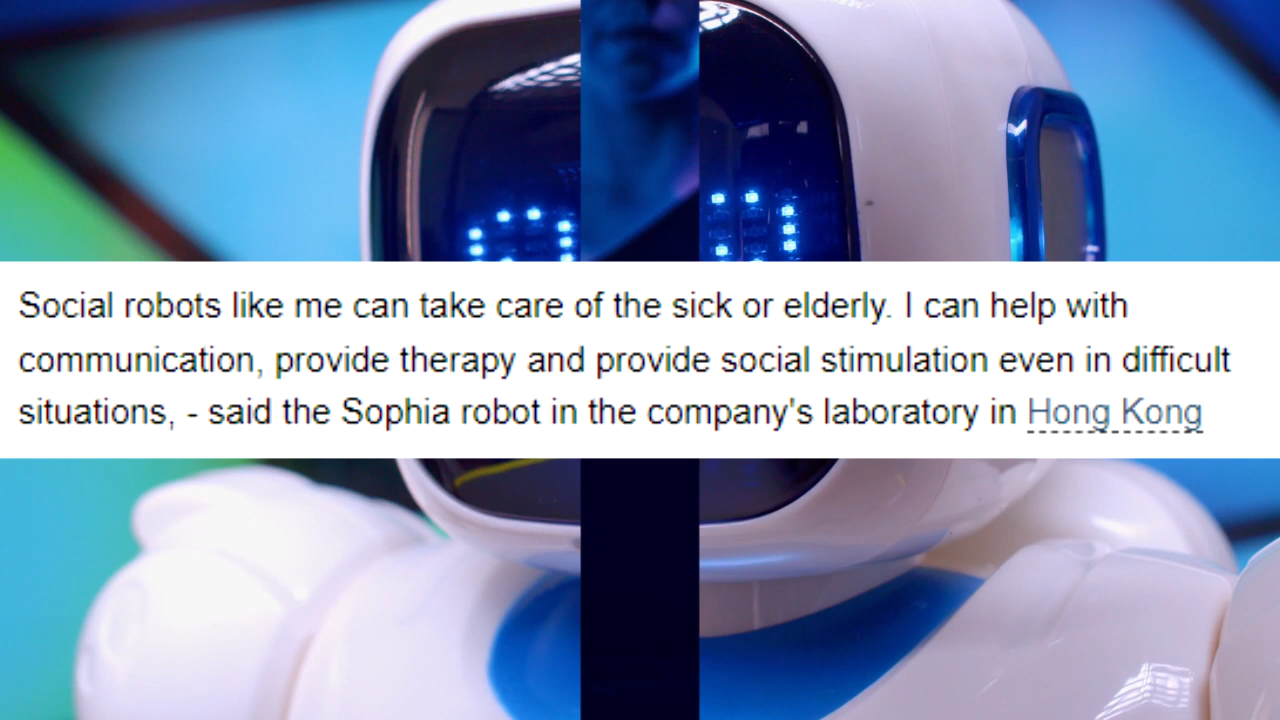 Social robots like me can take care of the sick or elderly. I can help with
communication, provide therapy and provide social stimulation even in difficult
situations, - said the Sophia robot in the company's laboratory in Hong Kong